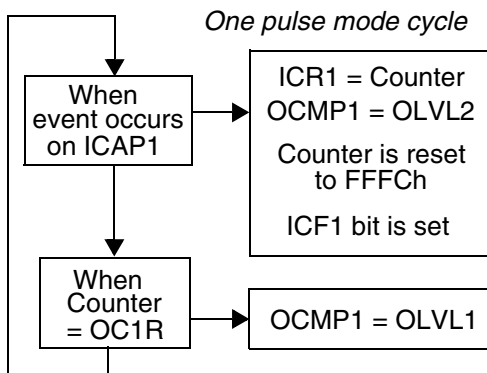 One pulse mode cycle
When
event occurs
on ICAP1
ICR1 = Counter
OCMP1 = OLVL2
Counter is reset
to FFFCh
ICF1 bit is set
When
Counter
= OC1R
OCMP1 = OLVL1